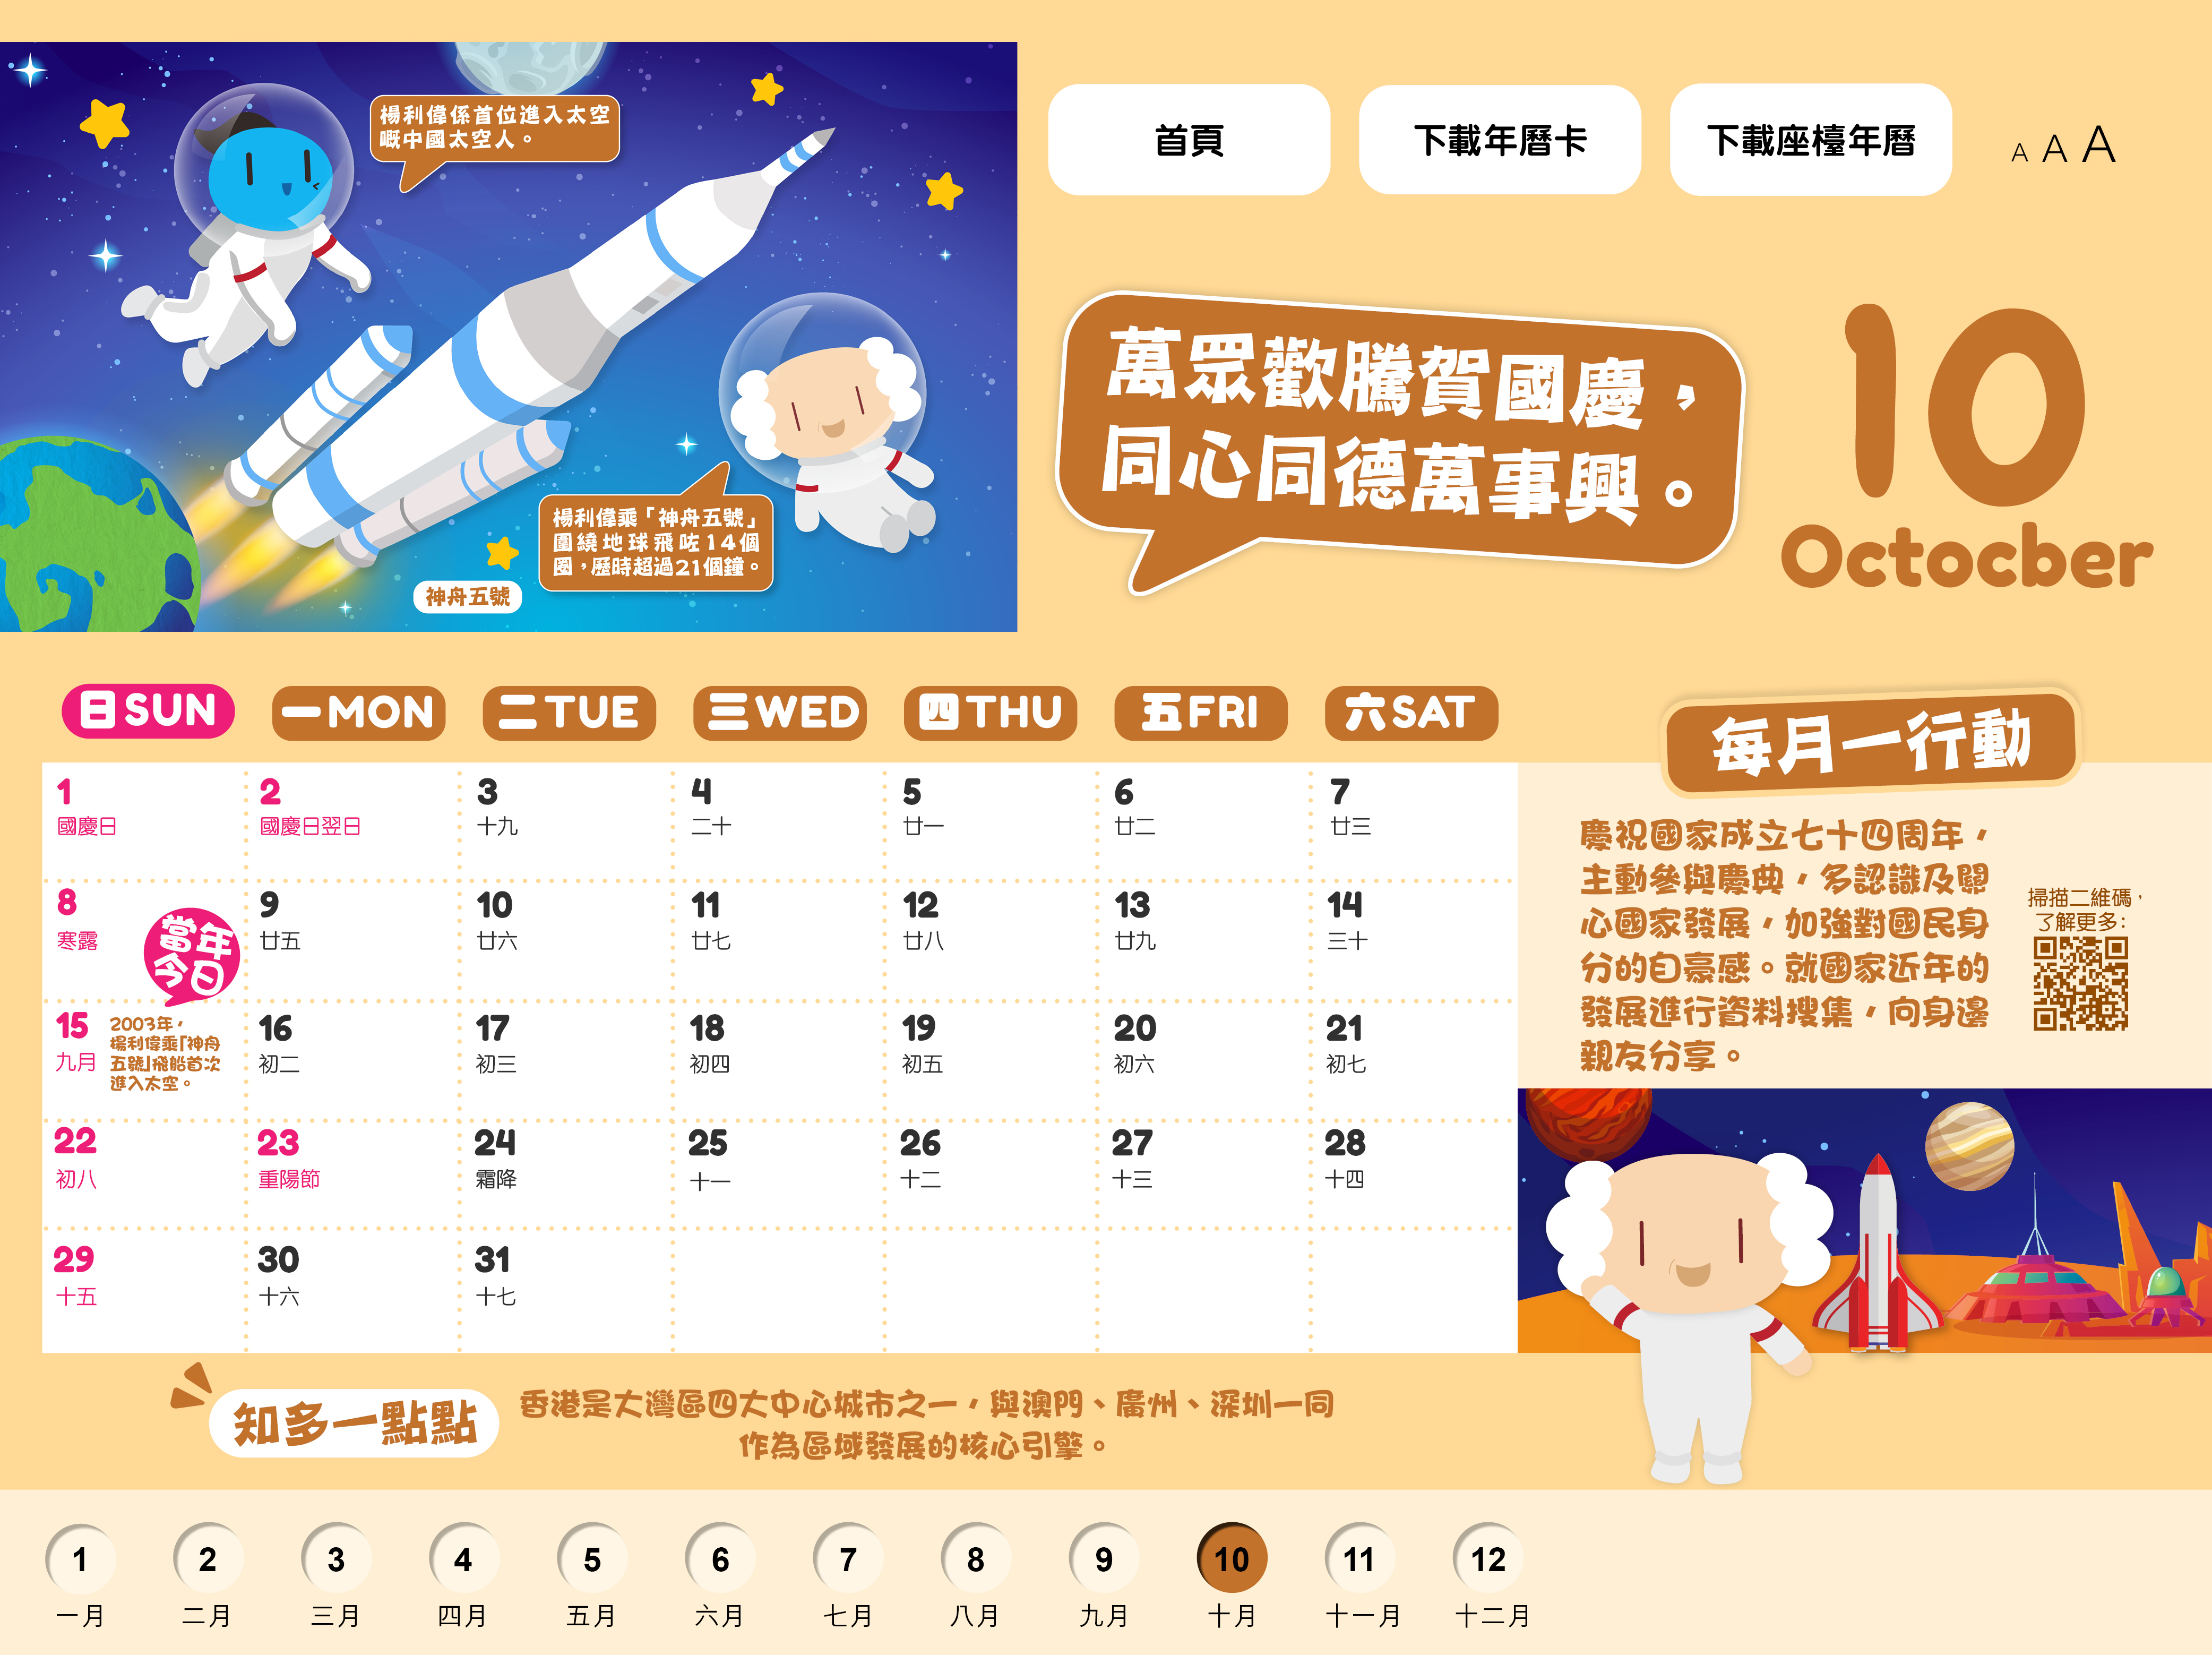 楊利偉係首位進入太空
嘅中國太空人。
首頁
下載年曆卡
下載座檯年曆
A A A
萬眾歡騰賀國慶，
同心同德萬事興。
10
Octocber
楊利偉乘「神舟五號」
圍繞地球飛咗14個
圈，歷時超過21個鐘。
神舟五號
日SUN 一MON 二TUE 三WED 四THU 五FRI 六SAT
1 2 3 4 5 6 7
國慶日 國慶日翌日 十九 二十 廿一 廿二 廿三
8 9 10 11 12 13 14
寒露 廿五 廿六 廿七 廿八 廿九 三十
當年
今日
15 16 17 18 19 20 21
九月 初二 初三 初四 初五 初六 初七
2003年，
楊利偉乘「神舟
五號」飛船首次
進入太空。
22 23 24 25 26 27 28
初八 重陽節 霜降 十一 十二 十三 十四
29 30 31
十五 十六 十七
每月一行動
慶祝國家成立七十四周年，
主動參與慶典，多認識及關
心國家發展，加強對國民身
分的自豪感。就國家近年的
發展進行資料搜集，向身邊
親友分享。
掃描二維碼，
了解更多：
知多一點點
香港是大灣區四大中心城市之一，與澳門、廣州、深圳一同
作為區域發展的核心引擎。
1 2 3 4 5 6 7 8 9 10 11 12
一月 二月 三月 四月 五月 六月 七月 八月 九月 十月 十一月 十二月